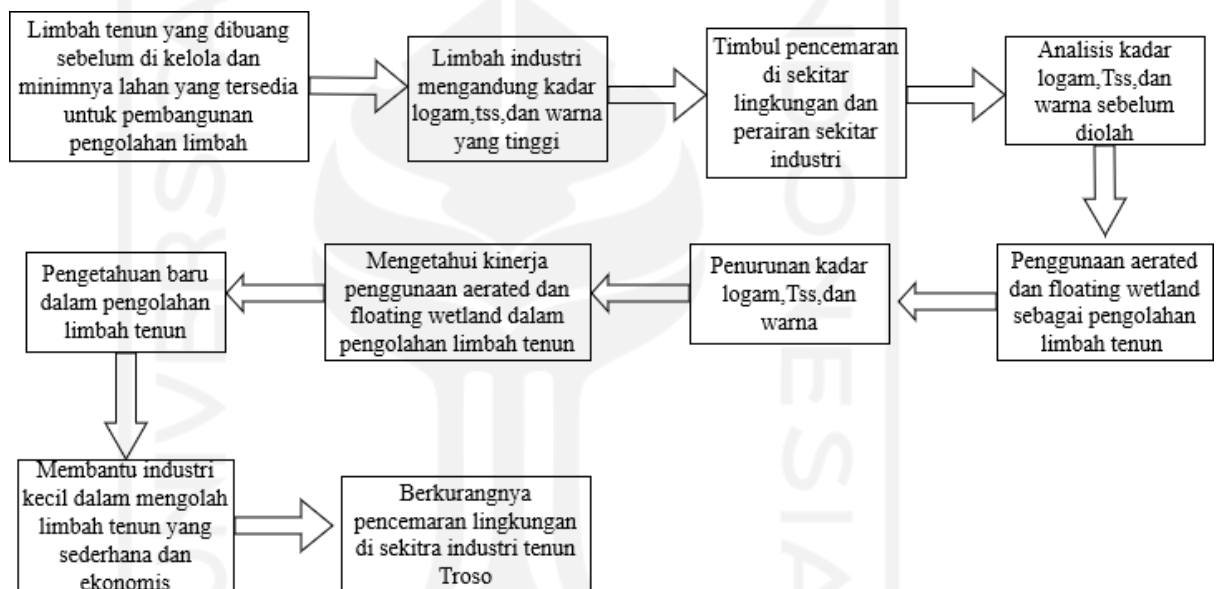 Limbah tenun yang dibuang
sebelum di kelola dan
minimnya lahan yang tersedia
untuk pembangunan
pengolahan limbah
Limbah industri
mengandung kadar
logam,tss,dan warna
yang tinggi
Timbul pencemaran
di sekitar
lingkungan dan
perairan sekitar
industri
Analisis kadar
logam,Tss,dan
warna sebelum
diolah
Penggunaan aerated
dan floating wetland
sebagai pengolahan
limbah tenun
Penurunan kadar
logam,Tss,dan
warna
Mengetahui kinerja
penggunaan aerated dan
floating wetland dalam
pengolahan limbah tenun
Pengetahuan baru
dalam pengolahan
limbah tenun
Membantu industri
kecil dalam mengolah
limbah tenun yang
sederhana dan
ekonomis
Berkurangnya
pencemaran lingkungan
di sekitra industri tenun
Troso
UNIVERSIA
NDONESIA